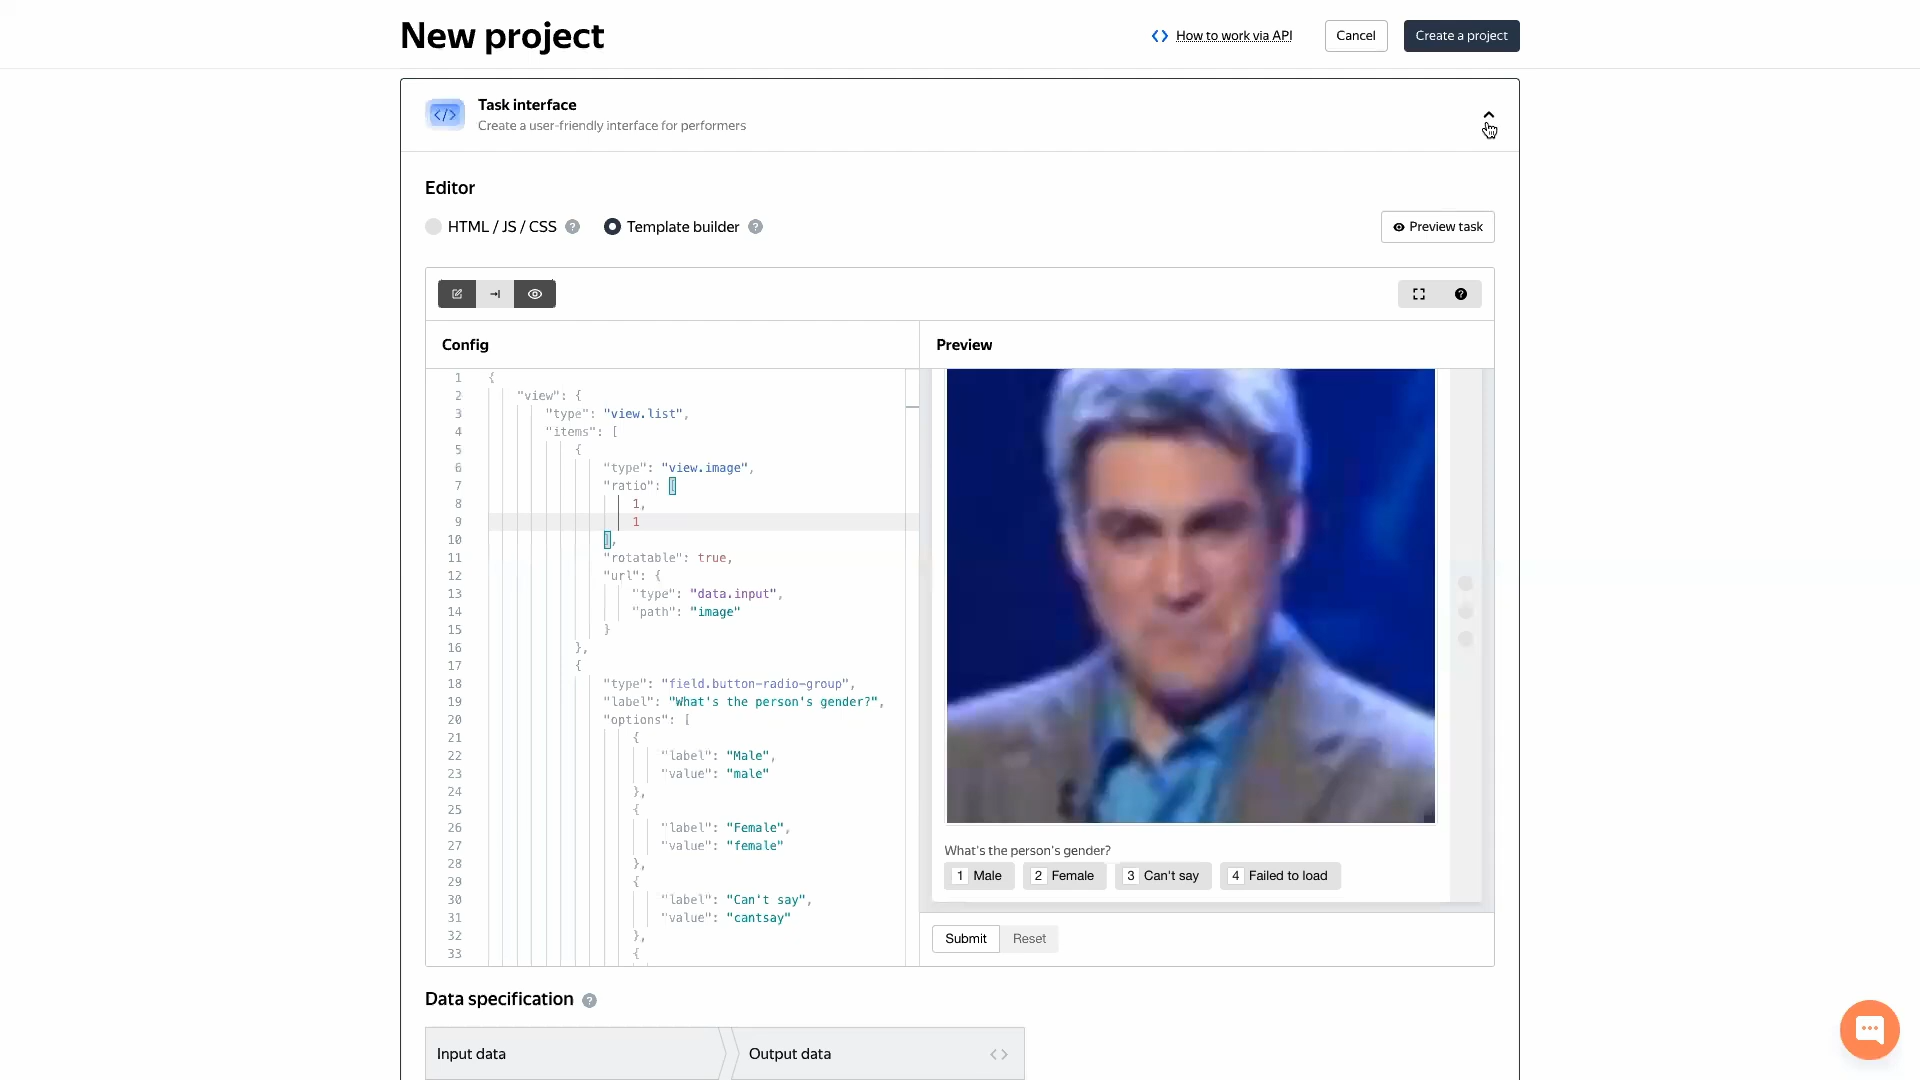 New project
How to work via API
Cancel
Create a project
Task interface
Create a user-friendly interface for performers
Editor
HTML / JS / CSS ?
Template builder ?
Preview task
Config
Preview
1 {
2 "view": {
3 "type": "view.list",
4 "items": [
5 {
6 "type": "view.image",
7 "ratio": [
8 1,
9 1
10 ],
11 "rotatable": true,
12 "url": {
13 "type": "data.input",
14 "path": "image"
15 }
16 },
17 {
18 "type": "field.button-radio-group",
19 "label": "What's the person's gender?",
20 "options": [
21 {
22 "label": "Male",
23 "value": "male"
24 },
25 {
26 "label": "Female",
27 "value": "female"
28 },
29 {
30 "label": "Can't say",
31 "value": "cantsay"
32 },
33 {
What's the person's gender?
1 Male
2 Female
3 Can't say
4 Failed to load
Submit
Reset
Data specification ?
Input data
Output data